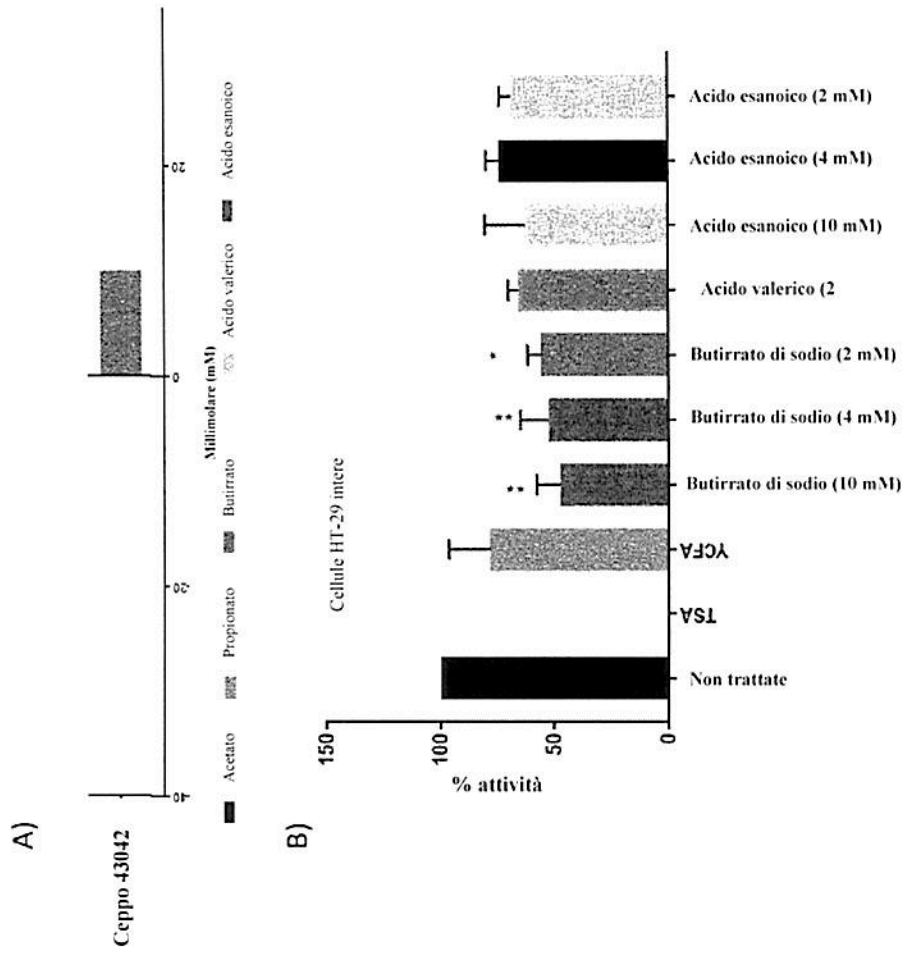 A)
Ceppo 43042
-40
-20
0
20
Millimolare (mM)
Acetato
Propionato
Butirrato
Acido valerico
Acido esanoico
B)
Cellule HT-29 intere
% attività
150
100
50
0
Non trattate
TSA
YCFA
Butirrato di sodio (10 mM)
**
Butirrato di sodio (4 mM)
**
Butirrato di sodio (2 mM)
*
Acido valerico (2
Acido esanoico (10 mM)
Acido esanoico (4 mM)
Acido esanoico (2 mM)